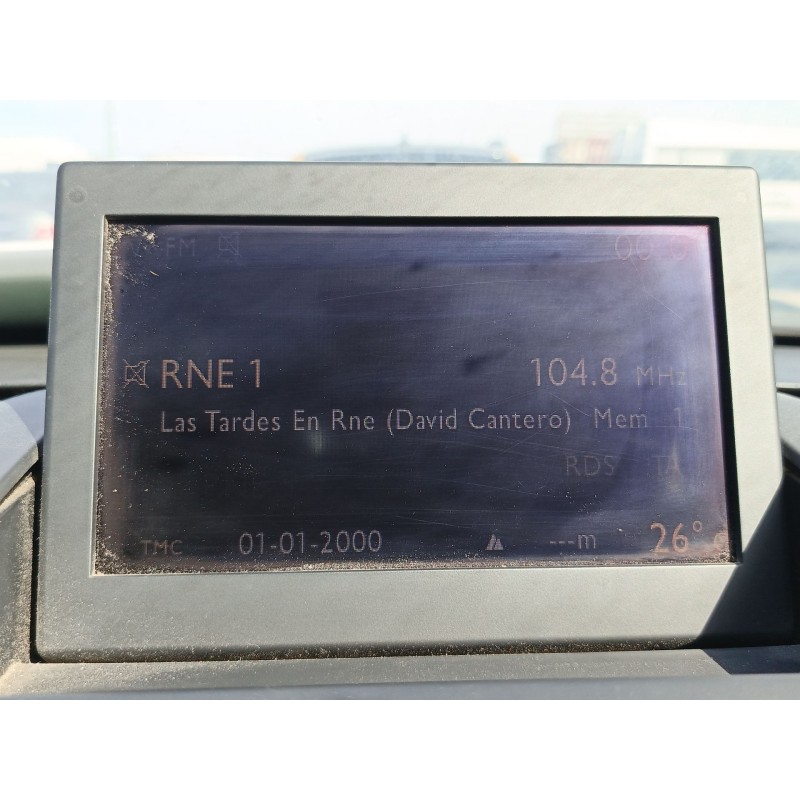 FM
RNE 1 104.8 MHz
Las Tardes En Rne (David Cantero) Mem 1
RDS TA
TMC 01-01-2000 ---m 26°